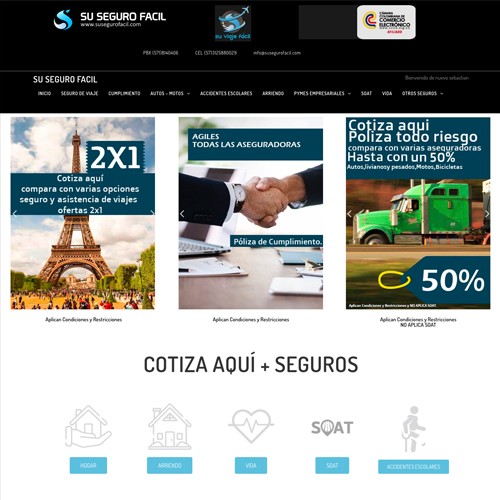 SU SEGURO FACIL
www.susegurofacil.com
su viaje fácil
CÁMARA
COLOMBIANA DE
COMERCIO
ELECTRÓNICO
AFILIADO
PBX (571)8140406
CEL (57)3125880029
info@susegurofacil.com
SU SEGURO FACIL
Bienvenido de nuevo sebastian
INICIO SEGURO DE VIAJE CUMPLIMIENTO AUTOS – MOTOS ACCIDENTES ESCOLARES ARRIENDO PYMES EMPRESARIALES SOAT VIDA OTROS SEGUROS
2X1
Cotiza aquí
compara con varias opciones
seguro y asistencia de viajes
ofertas 2x1
Aplican Condiciones y Restricciones
AGILES
TODAS LAS ASEGURADORAS
Póliza de Cumplimiento.
Aplican Condiciones y Restricciones
Cotiza aqui
Poliza todo riesgo
compara con varias aseguradoras
Hasta con un 50%
Autos,livianos y pesados,Motos,Bicicletas
50%
Aplican Condiciones y Restricciones y NO APLICA SOAT.
Aplican Condiciones y Restricciones
NO APLICA SOAT
COTIZA AQUÍ + SEGUROS
SOAT
HOGAR
ARRIENDO
VIDA
SOAT
ACCIDENTES ESCOLARES